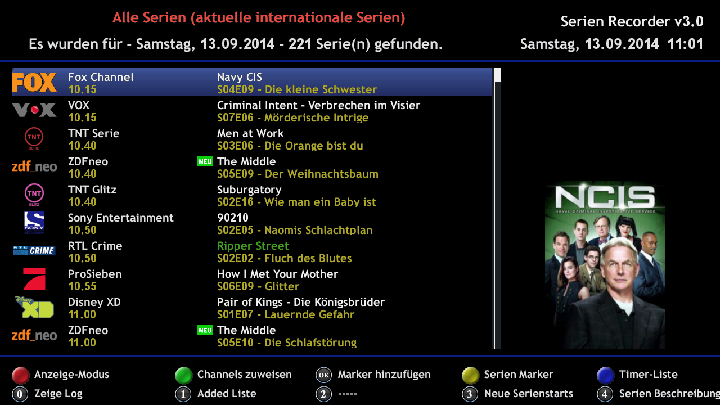 Alle Serien (aktuelle internationale Serien)
Serien Recorder v3.0
Es wurden für - Samstag, 13.09.2014 - 221 Serie(n) gefunden.
Samstag, 13.09.2014 11:01
FOX Fox Channel Navy CIS
10.15 S04E09 - Die kleine Schwester
VOX VOX Criminal Intent - Verbrechen im Visier
10.15 S07E06 - Mörderische Intrige
TNT TNT Serie Men at Work
10.40 S03E06 - Die Orange bist du
zdf_neo ZDFneo NEU The Middle
10.40 S05E09 - Der Weihnachtsbaum
TNT TNT Glitz Suburgatory
10.40 S02E16 - Wie man ein Baby ist
Sony Entertainment 90210
10.50 S02E05 - Naomis Schlachtplan
RTL CRIME RTL Crime Ripper Street
10.50 S02E02 - Fluch des Blutes
ProSieben How I Met Your Mother
10.55 S06E09 - Glitter
XD Disney XD Pair of Kings - Die Königsbrüder
11.00 S01E07 - Lauernde Gefahr
zdf_neo ZDFneo NEU The Middle
11.00 S05E10 - Die Schlafstörung
NCIS
Anzeige-Modus Channels zuweisen OK Marker hinzufügen Serien Marker Timer-Liste
0 Zeige Log 1 Added Liste 2 ----- 3 Neue Serienstarts 4 Serien Beschreibung